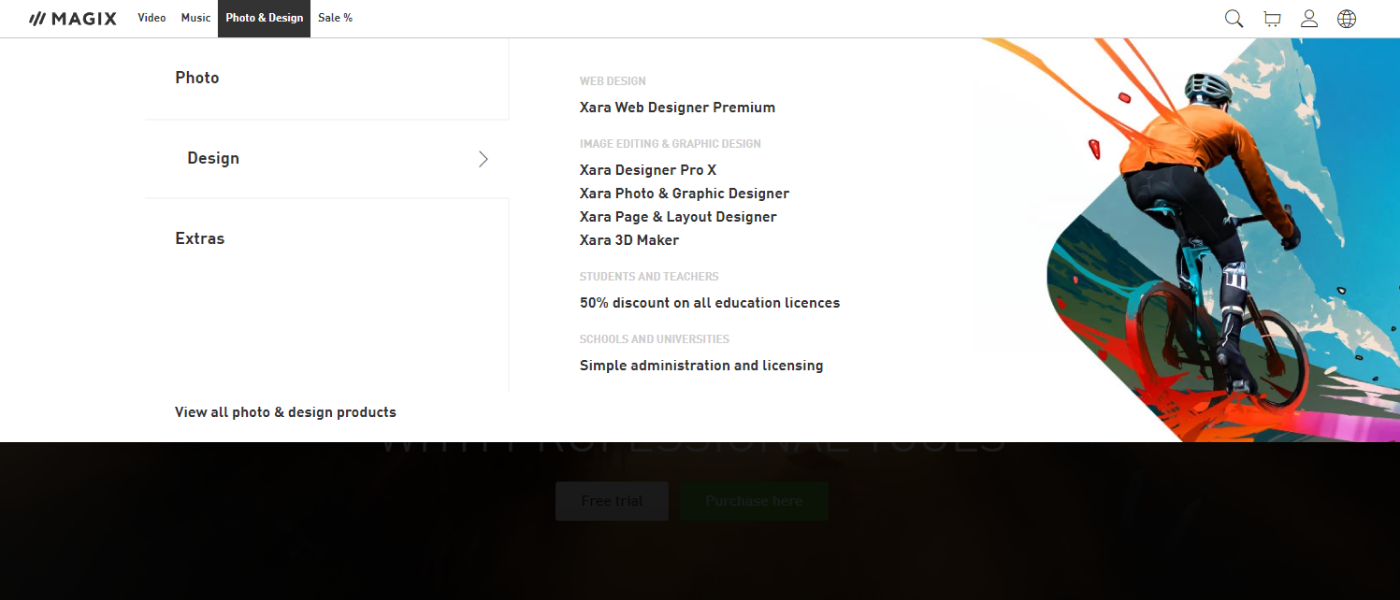 MAGIX
Video
Music
Photo & Design
Sale %
Photo
Design
Extras
View all photo & design products
WEB DESIGN
Xara Web Designer Premium
IMAGE EDITING & GRAPHIC DESIGN
Xara Designer Pro X
Xara Photo & Graphic Designer
Xara Page & Layout Designer
Xara 3D Maker
STUDENTS AND TEACHERS
50% discount on all education licences
SCHOOLS AND UNIVERSITIES
Simple administration and licensing
WITH PROFESSIONAL TOOLS
Free trial
Purchase here